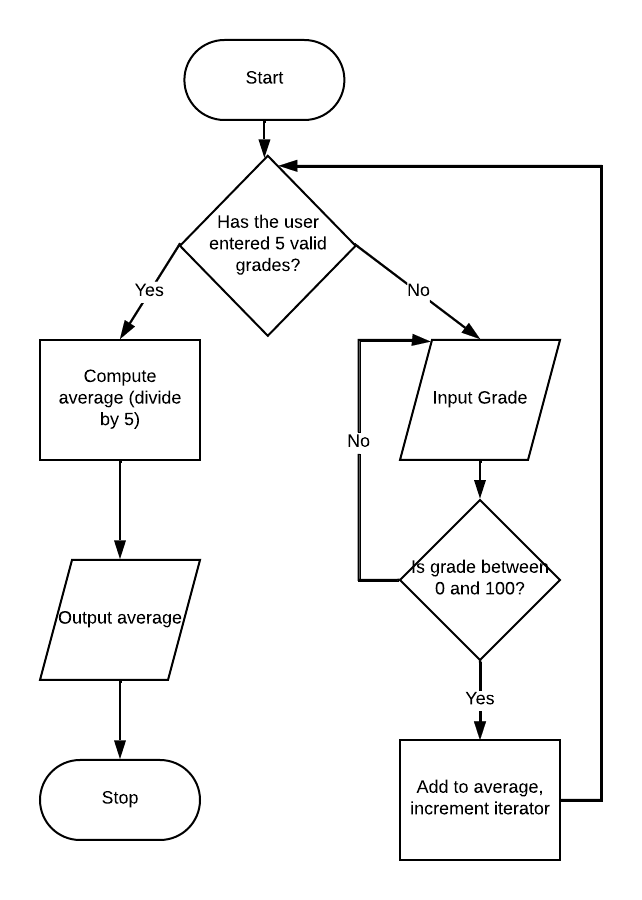 Start
Has the user
entered 5 valid
grades?
Yes
No
Compute
average (divide
by 5)
Input Grade
No
Is grade between
0 and 100?
Output average
Yes
Stop
Add to average,
increment iterator